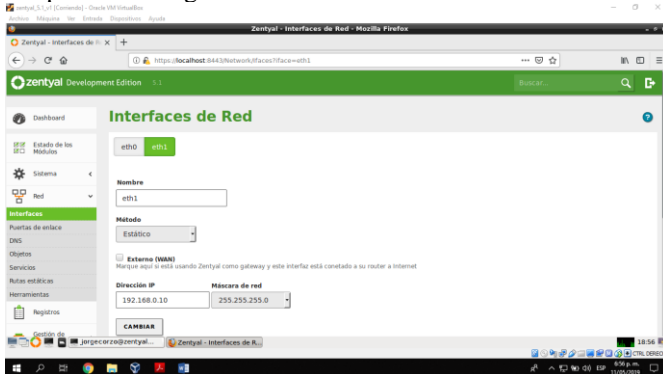 zentyal_5.1_v1 [Corriendo] - Oracle VM VirtualBox
Archivo Máquina Ver Entrada Dispositivos Ayuda
Zentyal - Interfaces de Red - Mozilla Firefox
Zentyal - Interfaces de R
https://localhost:8443/Network/Ifaces?iface=eth1
zentyal Development Edition 5.1
Buscar...
Dashboard
Estado de los Módulos
Sistema
Red
Interfaces
Puertas de enlace
DNS
Objetos
Servicios
Rutas estáticas
Herramientas
Registros
Gestión de
Interfaces de Red
eth0 eth1
Nombre
eth1
Método
Estático
Externo (WAN)
Marque aquí si está usando Zentyal como gateway y este interfaz está conetado a su router a Internet
Dirección IP Máscara de red
192.168.0.10 255.255.255.0
CAMBIAR
jorgecorzo@zentyal... Zentyal - Interfaces de R... 18:56
CTRL DEREC
ESP 6:56 p. m.
11/05/2019